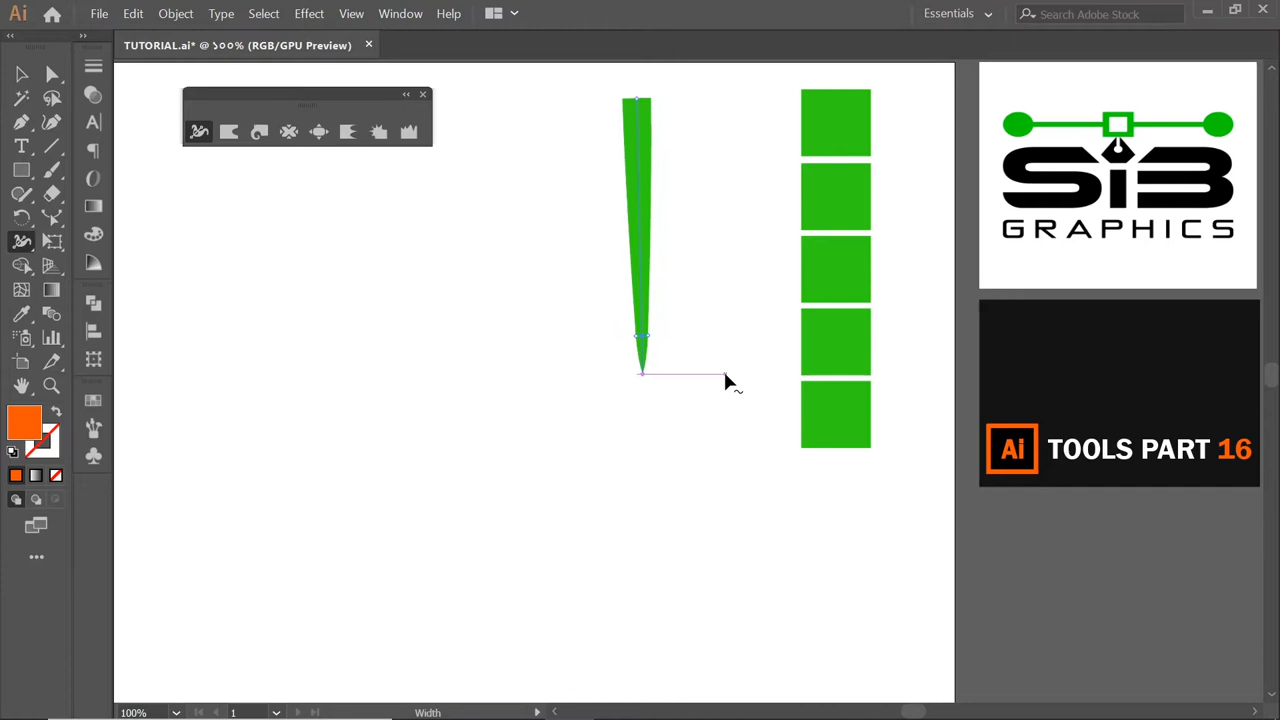 Ai File Edit Object Type Select Effect View Window Help Essentials Search Adobe Stock
TUTORIAL.ai* @ ১০০% (RGB/GPU Preview)
SiB
GRAPHICS
Ai TOOLS PART 16
100% 1 Width